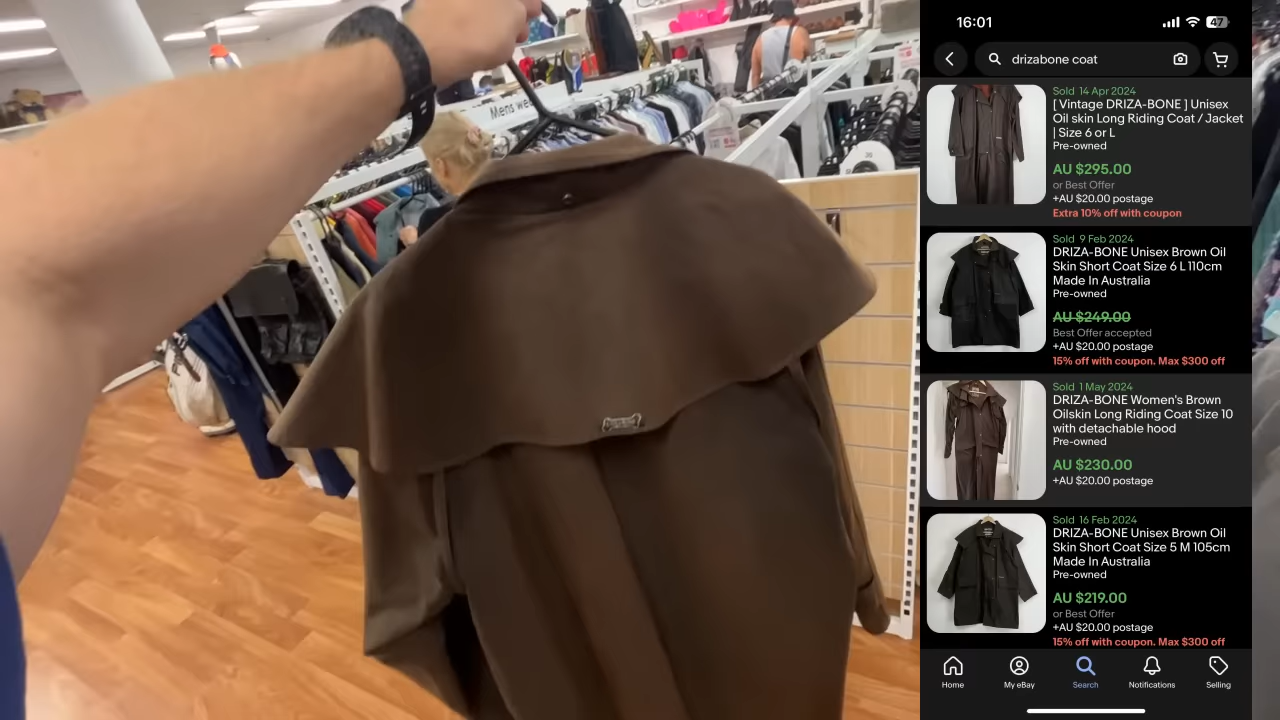 Mens we
30
16:01
47
drizabone coat
Sold 14 Apr 2024
[ Vintage DRIZA-BONE ] Unisex
Oil skin Long Riding Coat / Jacket
| Size 6 or L
Pre-owned
AU $295.00
or Best Offer
+AU $20.00 postage
Extra 10% off with coupon
Sold 9 Feb 2024
DRIZA-BONE Unisex Brown Oil
Skin Short Coat Size 6 L 110cm
Made In Australia
Pre-owned
AU $249.00
Best Offer accepted
+AU $20.00 postage
15% off with coupon. Max $300 off
Sold 1 May 2024
DRIZA-BONE Women's Brown
Oilskin Long Riding Coat Size 10
with detachable hood
Pre-owned
AU $230.00
+AU $20.00 postage
Sold 16 Feb 2024
DRIZA-BONE Unisex Brown Oil
Skin Short Coat Size 5 M 105cm
Made In Australia
Pre-owned
AU $219.00
or Best Offer
+AU $20.00 postage
15% off with coupon. Max $300 off
Home
My eBay
Search
Notifications
Selling